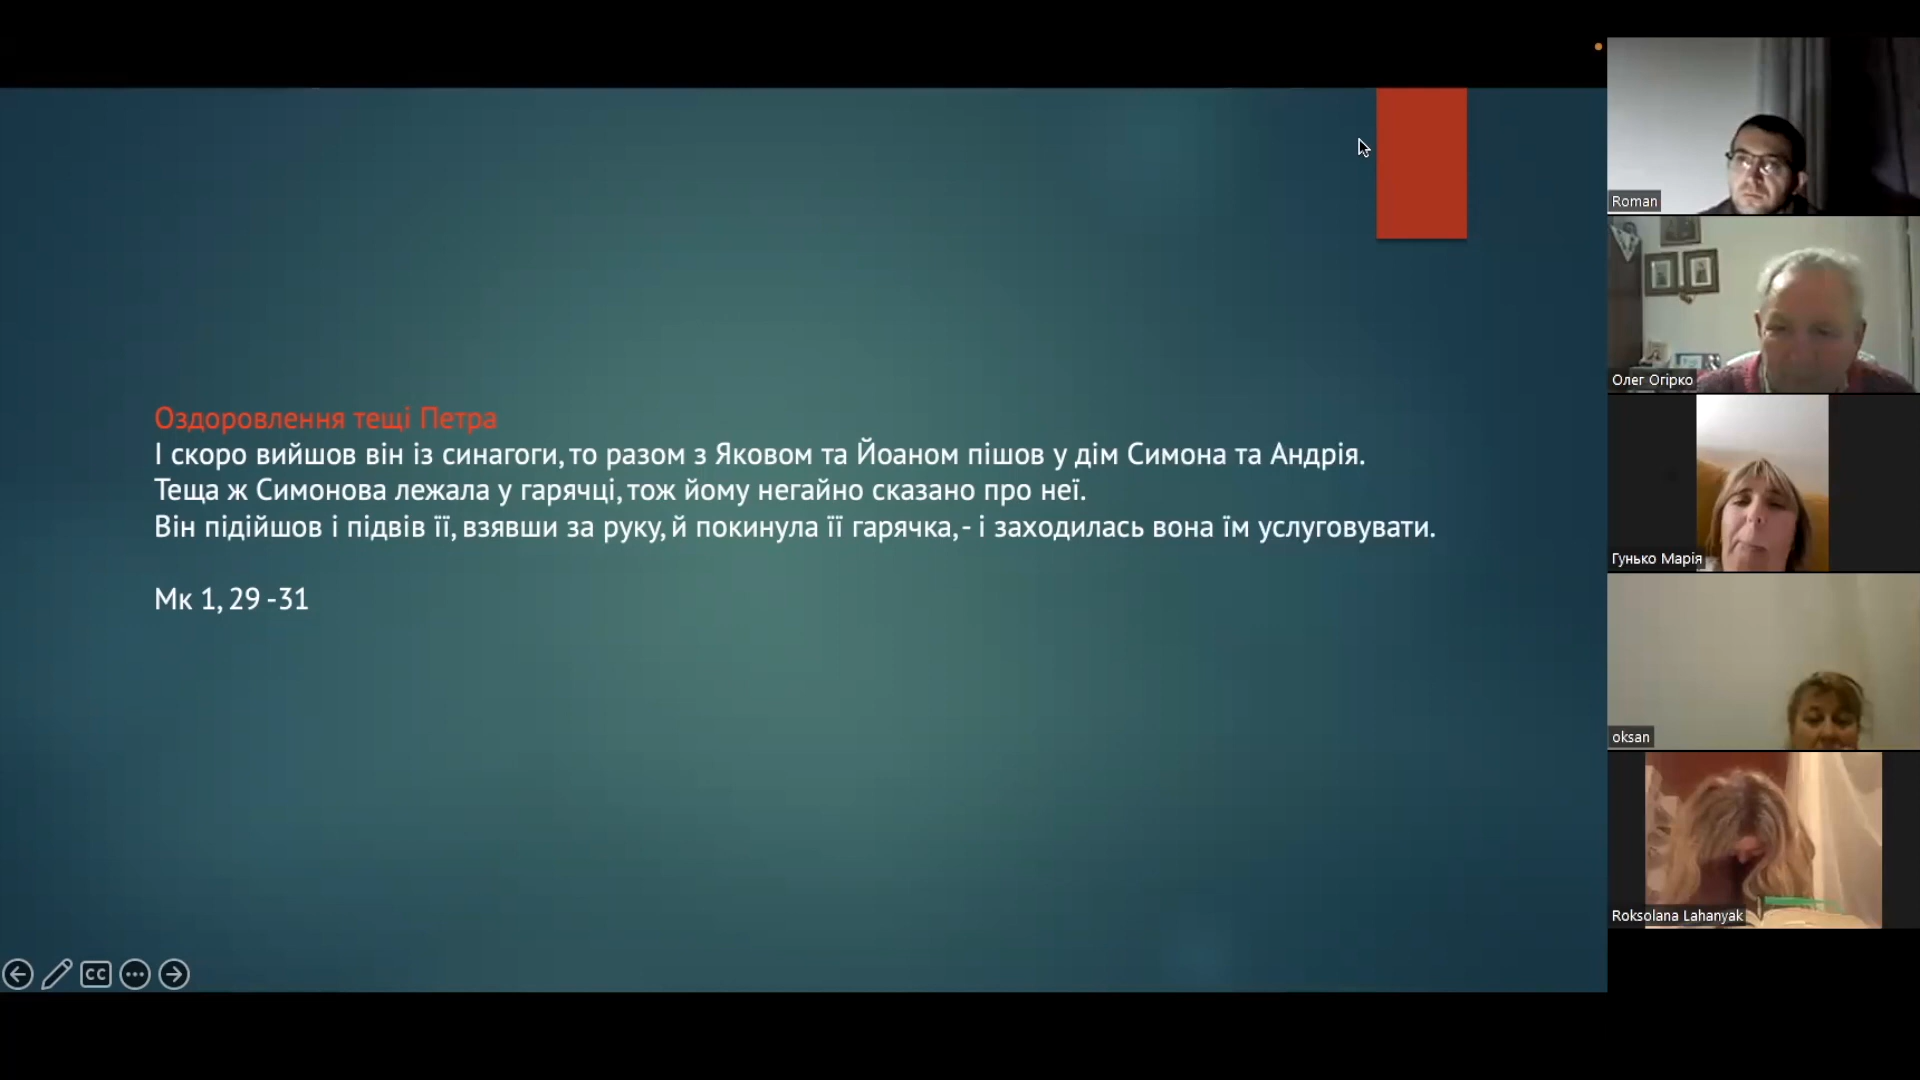 Оздоровлення тещі Петра
І скоро вийшов він із синагоги, то разом з Яковом та Йоаном пішов у дім Симона та Андрія.
Теща ж Симонова лежала у гарячці, тож йому негайно сказано про неї.
Він підійшов і підвів її, взявши за руку, й покинула її гарячка, - і заходилась вона їм услуговувати.
Мк 1, 29 -31
CC
Roman
Олег Огірко
Гунько Марія
oksan
Roksolana Lahanyak